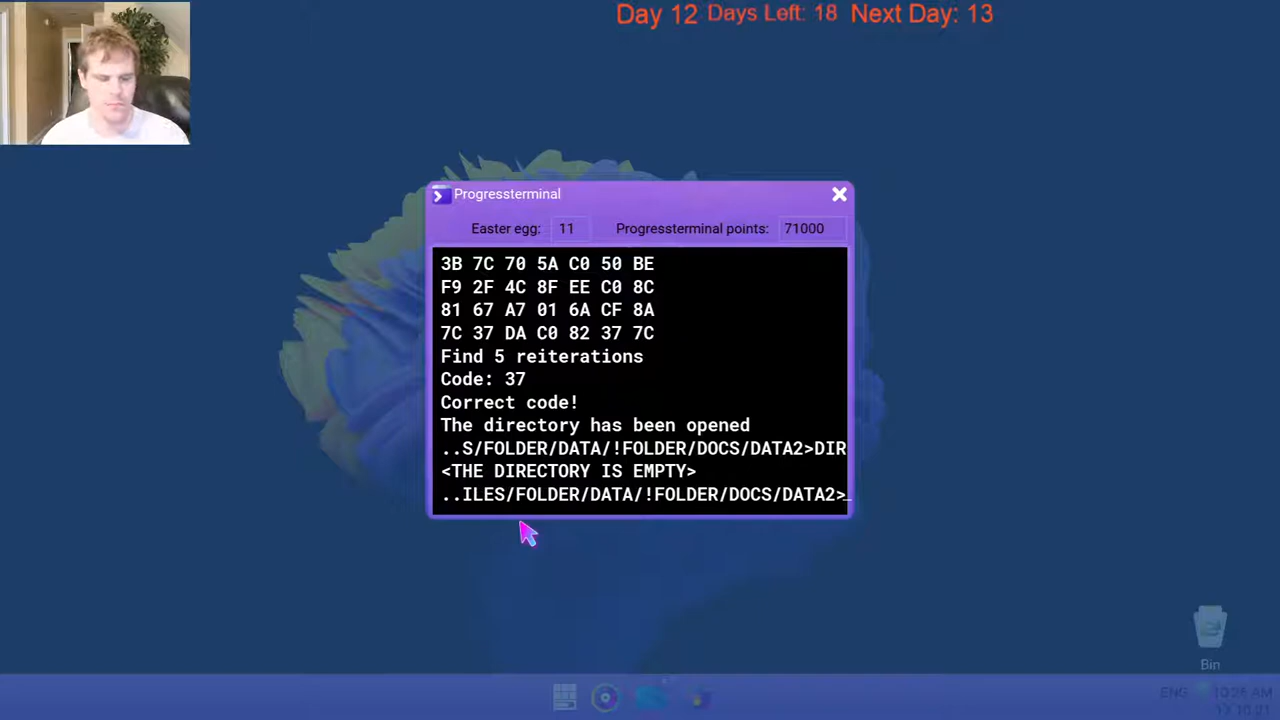 Day 12 Days Left: 18 Next Day: 13
Progressterminal
Easter egg: 11 Progressterminal points: 71000
3B 7C 70 5A C0 50 BE
F9 2F 4C 8F EE C0 8C
81 67 A7 01 6A CF 8A
7C 37 DA C0 82 37 7C
Find 5 reiterations
Code: 37
Correct code!
The directory has been opened
..S/FOLDER/DATA/!FOLDER/DOCS/DATA2>DIR
<THE DIRECTORY IS EMPTY>
..ILES/FOLDER/DATA/!FOLDER/DOCS/DATA2>_
Bin
ENG